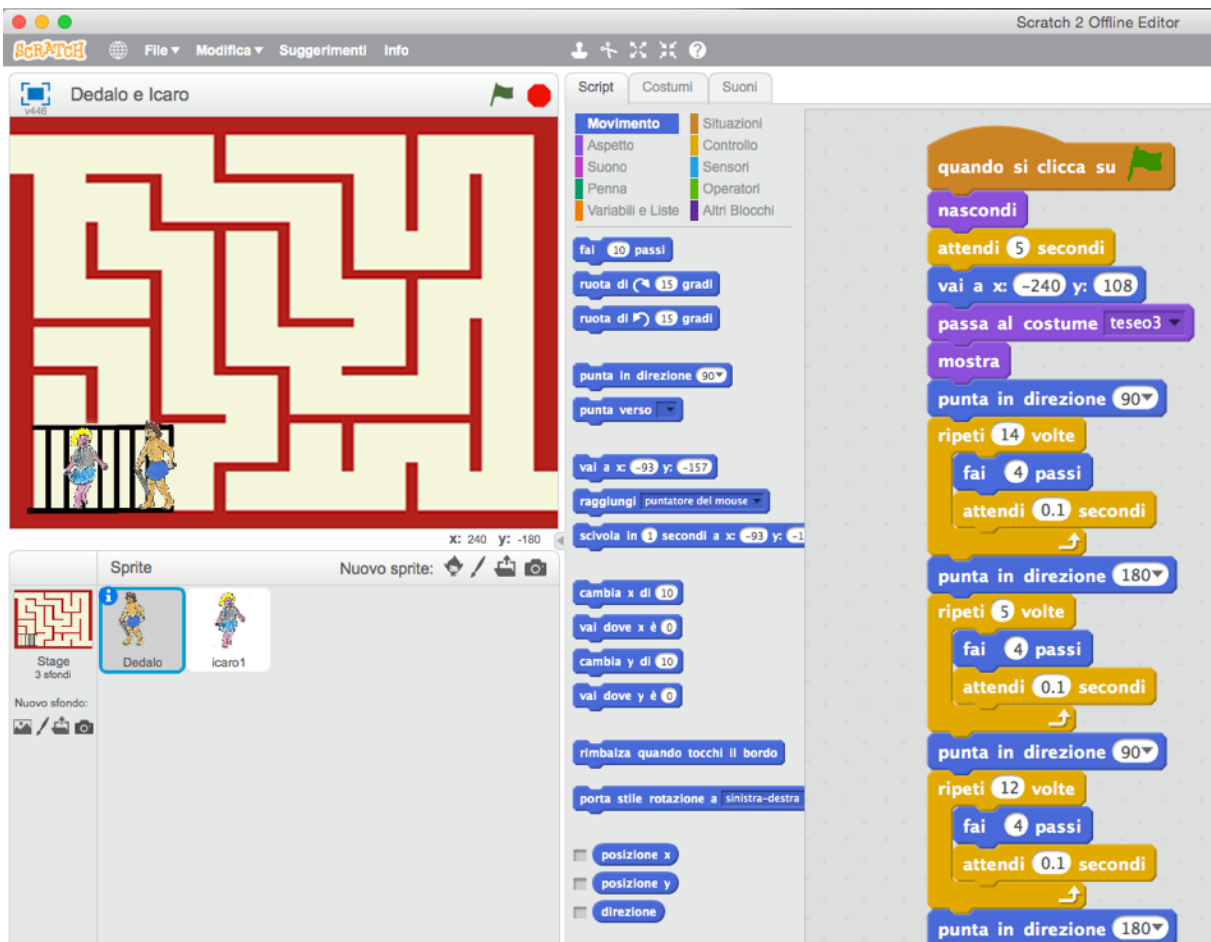 Scratch 2 Offline Editor
SCRATCH File Modifica Suggerimenti Info
v446
Dedalo e Icaro
x: 240 y: -180
Sprite
Nuovo sprite:
Stage
3 sfondi
Nuovo sfondo:
Dedalo
icaro1
Script
Costumi
Suoni
Movimento
Aspetto
Suono
Penna
Variabili e Liste
Situazioni
Controllo
Sensori
Operatori
Altri Blocchi
fai 10 passi
ruota di 15 gradi
ruota di 15 gradi
punta in direzione 90
punta verso
vai a x: -93 y: -157
raggiungi puntatore del mouse
scivola in 1 secondi a x: -93 y: -1
cambia x di 10
vai dove x è 0
cambia y di 10
vai dove y è 0
rimbalza quando tocchi il bordo
porta stile rotazione a sinistra-destra
posizione x
posizione y
direzione
quando si clicca su
nascondi
attendi 5 secondi
vai a x: -240 y: 108
passa al costume teseo3
mostra
punta in direzione 90
ripeti 14 volte
fai 4 passi
attendi 0.1 secondi
punta in direzione 180
ripeti 5 volte
fai 4 passi
attendi 0.1 secondi
punta in direzione 90
ripeti 12 volte
fai 4 passi
attendi 0.1 secondi
punta in direzione 180